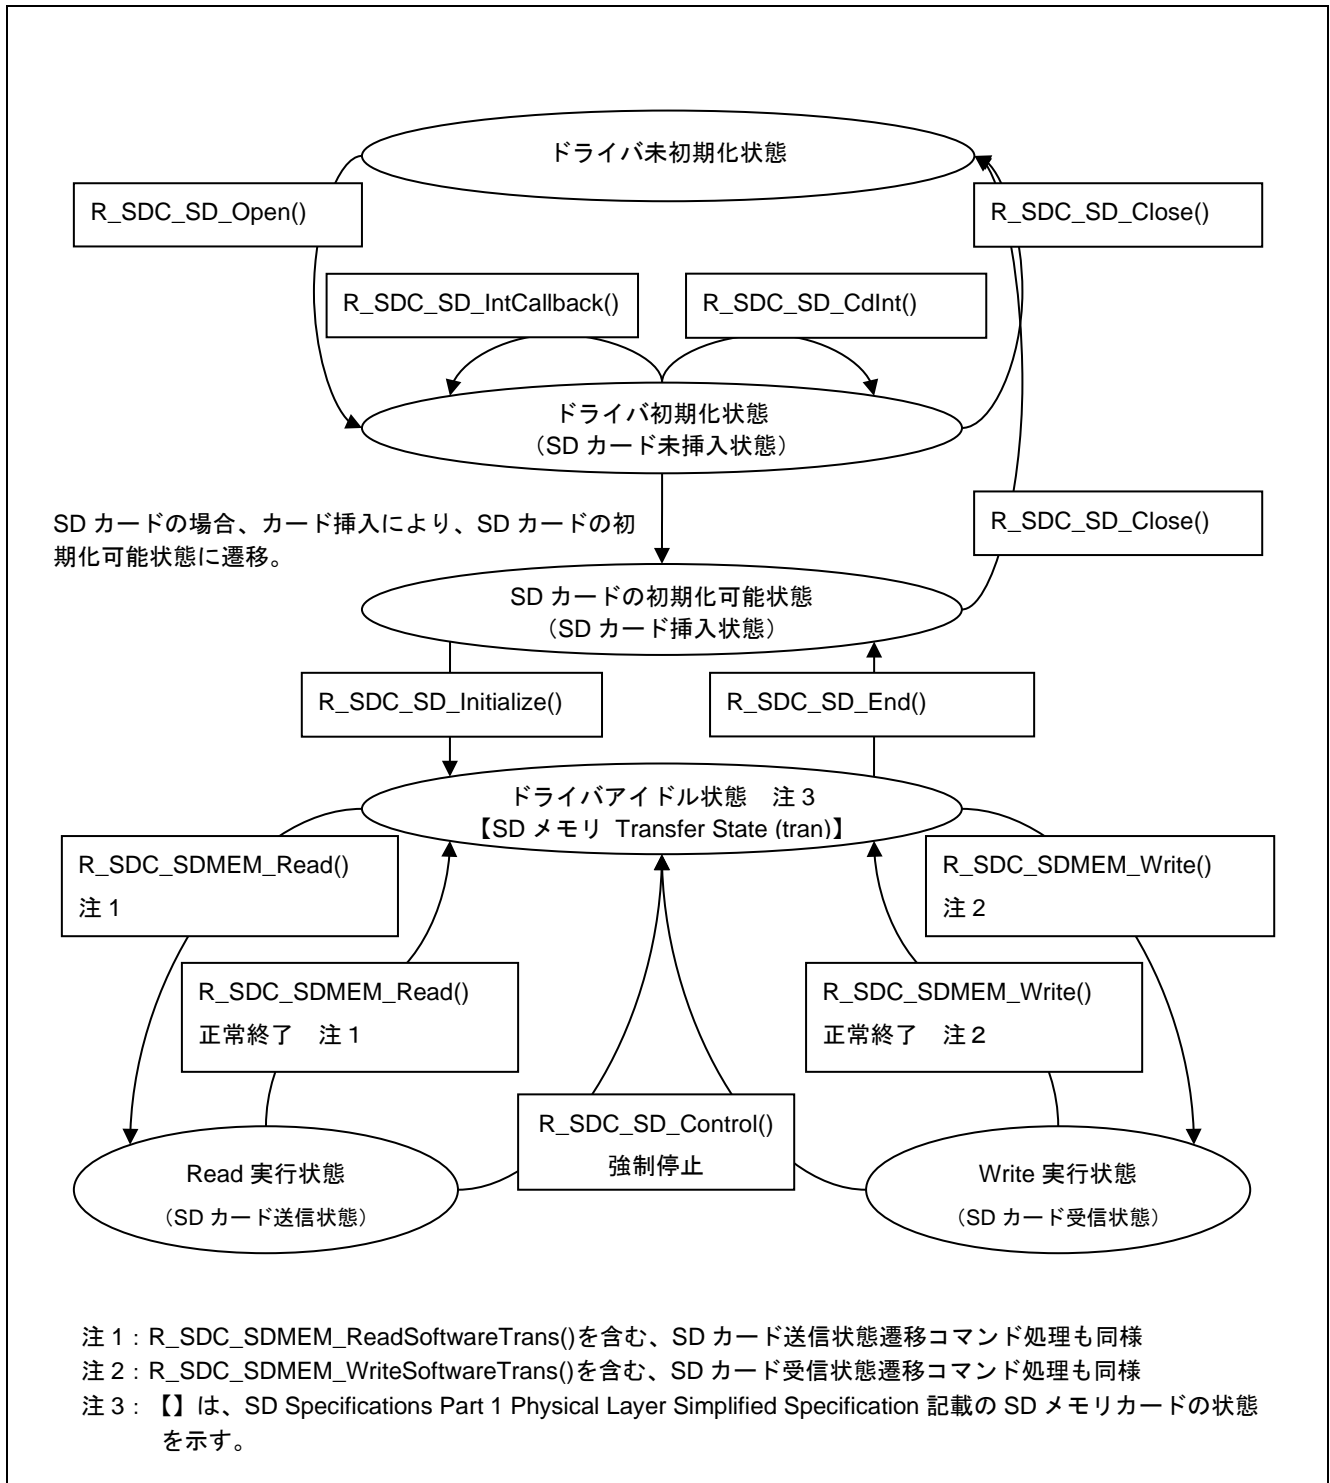 ドライバ未初期化状態
R_SDC_SD_Open()
R_SDC_SD_Close()
R_SDC_SD_IntCallback()
R_SDC_SD_CdInt()
ドライバ初期化状態
（SD カード未挿入状態）
SD カードの場合、カード挿入により、SD カードの初
期化可能状態に遷移。
R_SDC_SD_Close()
SD カードの初期化可能状態
（SD カード挿入状態）
R_SDC_SD_Initialize()
R_SDC_SD_End()
ドライバアイドル状態　注 3
【SD メモリ Transfer State (tran)】
R_SDC_SDMEM_Read()
注 1
R_SDC_SDMEM_Write()
注 2
R_SDC_SDMEM_Read()
正常終了　注 1
R_SDC_SDMEM_Write()
正常終了　注 2
R_SDC_SD_Control()
強制停止
Read 実行状態
（SD カード送信状態）
Write 実行状態
（SD カード受信状態）
注 1：R_SDC_SDMEM_ReadSoftwareTrans()を含む、SD カード送信状態遷移コマンド処理も同様
注 2：R_SDC_SDMEM_WriteSoftwareTrans()を含む、SD カード受信状態遷移コマンド処理も同様
注 3：【】は、SD Specifications Part 1 Physical Layer Simplified Specification 記載の SD メモリカードの状態
を示す。